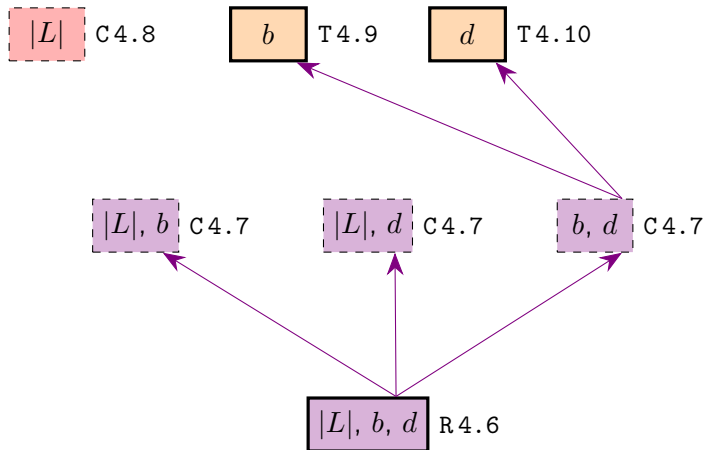 |L| C4.8 b T4.9 d T4.10
|L|, b C4.7 |L|, d C4.7 b, d C4.7
|L|, b, d R4.6